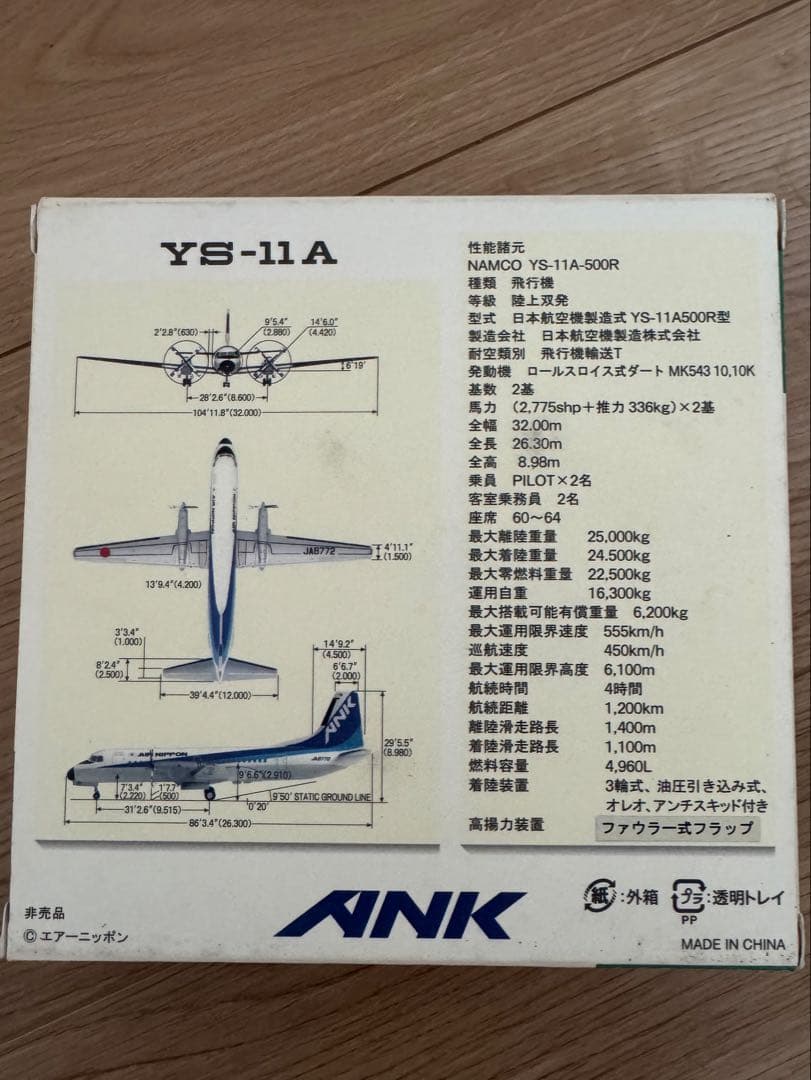 YS-11A
2'2.8"(630)
9'5.4"
(2.880)
14'6.0"
(4.420)
6°19'
28'2.6"(8.600)
104'11.8"(32.000)
AIR NIPPON
JA8772
4'11.1"
(1.500)
13'9.4"(4.200)
3'3.4"
(1.000)
8'2.4"
(2.500)
39'4.4"(12.000)
14'9.2"
(4.500)
6'6.7"
(2.000)
ANK
AIR NIPPON
JA8772
29'5.5"
(8.980)
7'3.4"
(2.220)
1'7.7"
(500)
9'6.6"(2.910)
9°50' STATIC GROUND LINE
0°20'
31'2.6"(9.515)
86'3.4"(26.300)
性能諸元
NAMCO YS-11A-500R
種類 飛行機
等級 陸上双発
型式 日本航空機製造式 YS-11A500R型
製造会社 日本航空機製造株式会社
耐空類別 飛行機輸送T
発動機 ロールスロイス式ダート MK543 10,10K
基数 2基
馬力 (2,775shp+推力 336kg)×2基
全幅 32.00m
全長 26.30m
全高 8.98m
乗員 PILOT×2名
客室乗務員 2名
座席 60〜64
最大離陸重量 25,000kg
最大着陸重量 24.500kg
最大零燃料重量 22,500kg
運用自重 16,300kg
最大搭載可能有償重量 6,200kg
最大運用限界速度 555km/h
巡航速度 450km/h
最大運用限界高度 6,100m
航続時間 4時間
航続距離 1,200km
離陸滑走路長 1,400m
着陸滑走路長 1,100m
燃料容量 4,960L
着陸装置 3輪式、油圧引き込み式、
オレオ、アンチスキッド付き
高揚力装置 ファウラー式フラップ
非売品
© エアーニッポン
ANK
紙:外箱 プラ:透明トレイ
PP
MADE IN CHINA